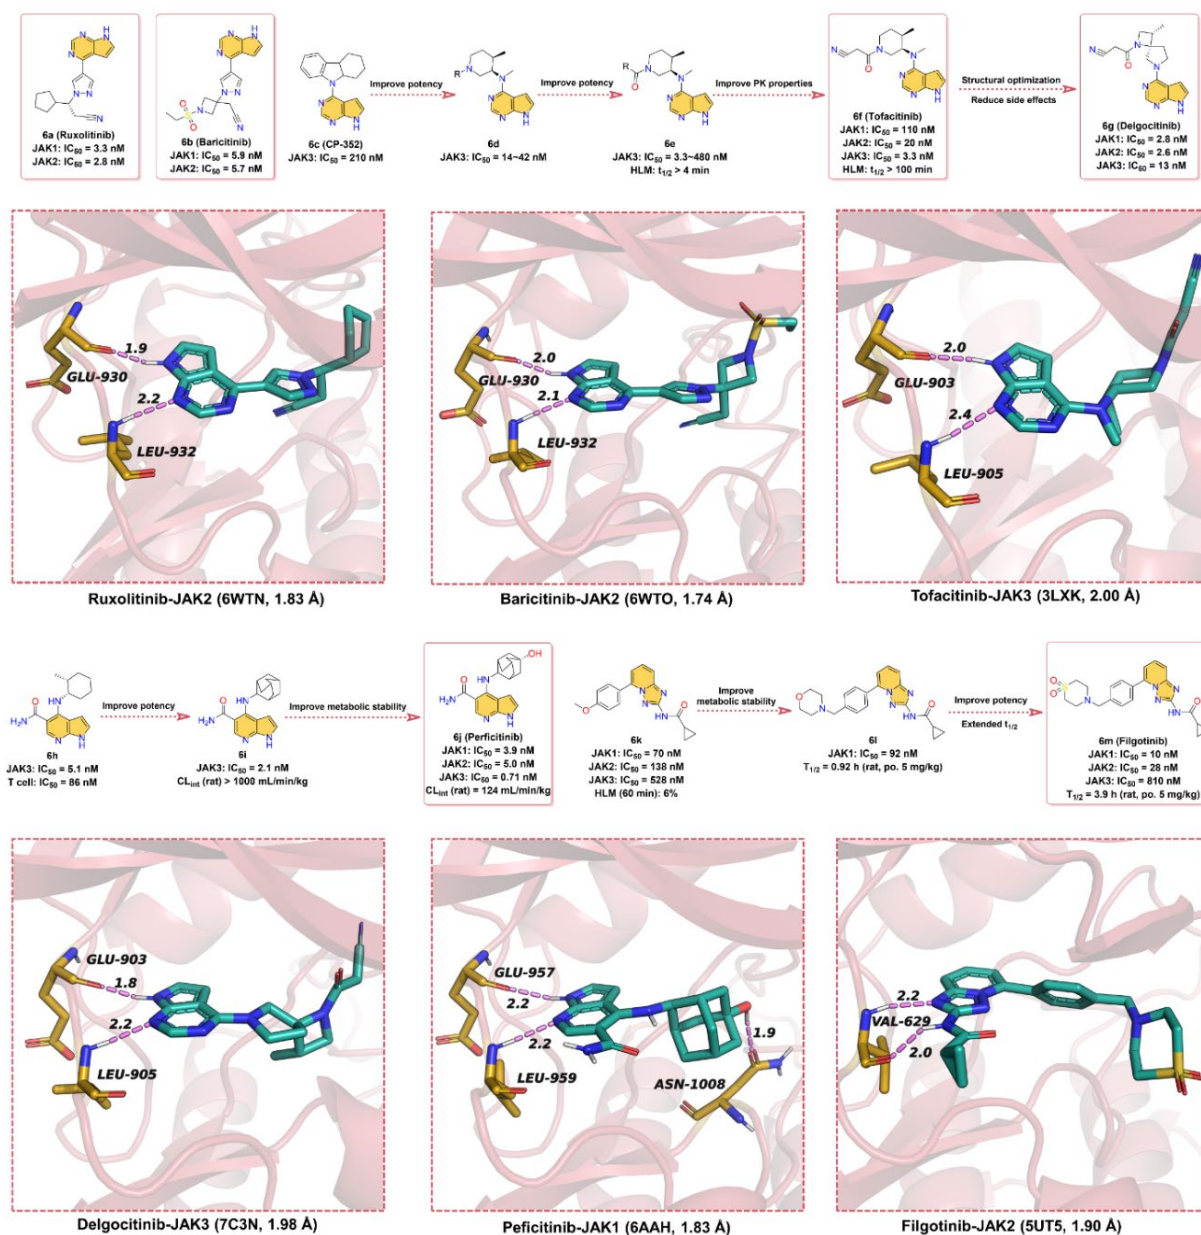 6a (Ruxolitinib)
JAK1: IC50 = 3.3 nM
JAK2: IC50 = 2.8 nM
6b (Baricitinib)
JAK1: IC50 = 5.9 nM
JAK2: IC50 = 5.7 nM
6c (CP-352)
JAK3: IC50 = 210 nM
Improve potency
6d
JAK3: IC50 = 14~42 nM
Improve potency
6e
JAK3: IC50 = 3.3~480 nM
HLM: t1/2 > 4 min
Improve PK properties
6f (Tofacitinib)
JAK1: IC50 = 110 nM
JAK2: IC50 = 20 nM
JAK3: IC50 = 3.3 nM
HLM: t1/2 > 100 min
Structural optimization
Reduce side effects
6g (Delgocitinib)
JAK1: IC50 = 2.8 nM
JAK2: IC50 = 2.6 nM
JAK3: IC50 = 13 nM
1.9
GLU-930
2.2
LEU-932
Ruxolitinib-JAK2 (6WTN, 1.83 Å)
2.0
GLU-930
2.1
LEU-932
Baricitinib-JAK2 (6WTO, 1.74 Å)
2.0
GLU-903
2.4
LEU-905
Tofacitinib-JAK3 (3LXK, 2.00 Å)
6h
JAK3: IC50 = 5.1 nM
T cell: IC50 = 86 nM
Improve potency
6i
JAK3: IC50 = 2.1 nM
CLint (rat) > 1000 mL/min/kg
Improve metabolic stability
6j (Perficitinib)
JAK1: IC50 = 3.9 nM
JAK2: IC50 = 5.0 nM
JAK3: IC50 = 0.71 nM
CLint (rat) = 124 mL/min/kg
6k
JAK1: IC50 = 70 nM
JAK2: IC50 = 138 nM
JAK3: IC50 = 528 nM
HLM (60 min): 6%
Improve
metabolic stability
6l
JAK1: IC50 = 92 nM
T1/2 = 0.92 h (rat, po. 5 mg/kg)
Improve potency
Extended t1/2
6m (Filgotinib)
JAK1: IC50 = 10 nM
JAK2: IC50 = 28 nM
JAK3: IC50 = 810 nM
T1/2 = 3.9 h (rat, po. 5 mg/kg)
GLU-903
1.8
2.2
LEU-905
Delgocitinib-JAK3 (7C3N, 1.98 Å)
GLU-957
2.2
2.2
LEU-959
1.9
ASN-1008
Peficitinib-JAK1 (6AAH, 1.83 Å)
2.2
VAL-629
2.0
Filgotinib-JAK2 (5UT5, 1.90 Å)